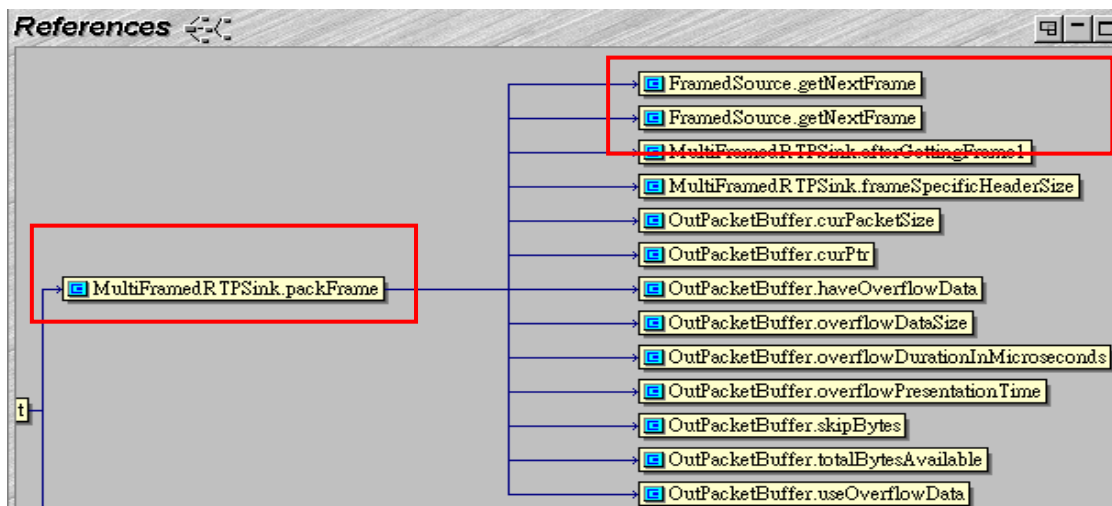 References
FramedSource.getNextFrame
FramedSource.getNextFrame
MultiFramedRTPSink.afterGettingFrame1
MultiFramedRTPSink.frameSpecificHeaderSize
OutPacketBuffer.curPacketSize
OutPacketBuffer.curPtr
MultiFramedRTPSink.packFrame
OutPacketBuffer.haveOverflowData
OutPacketBuffer.overflowDataSize
OutPacketBuffer.overflowDurationInMicroseconds
OutPacketBuffer.overflowPresentationTime
t
OutPacketBuffer.skipBytes
OutPacketBuffer.totalBytesAvailable
OutPacketBuffer.useOverflowData